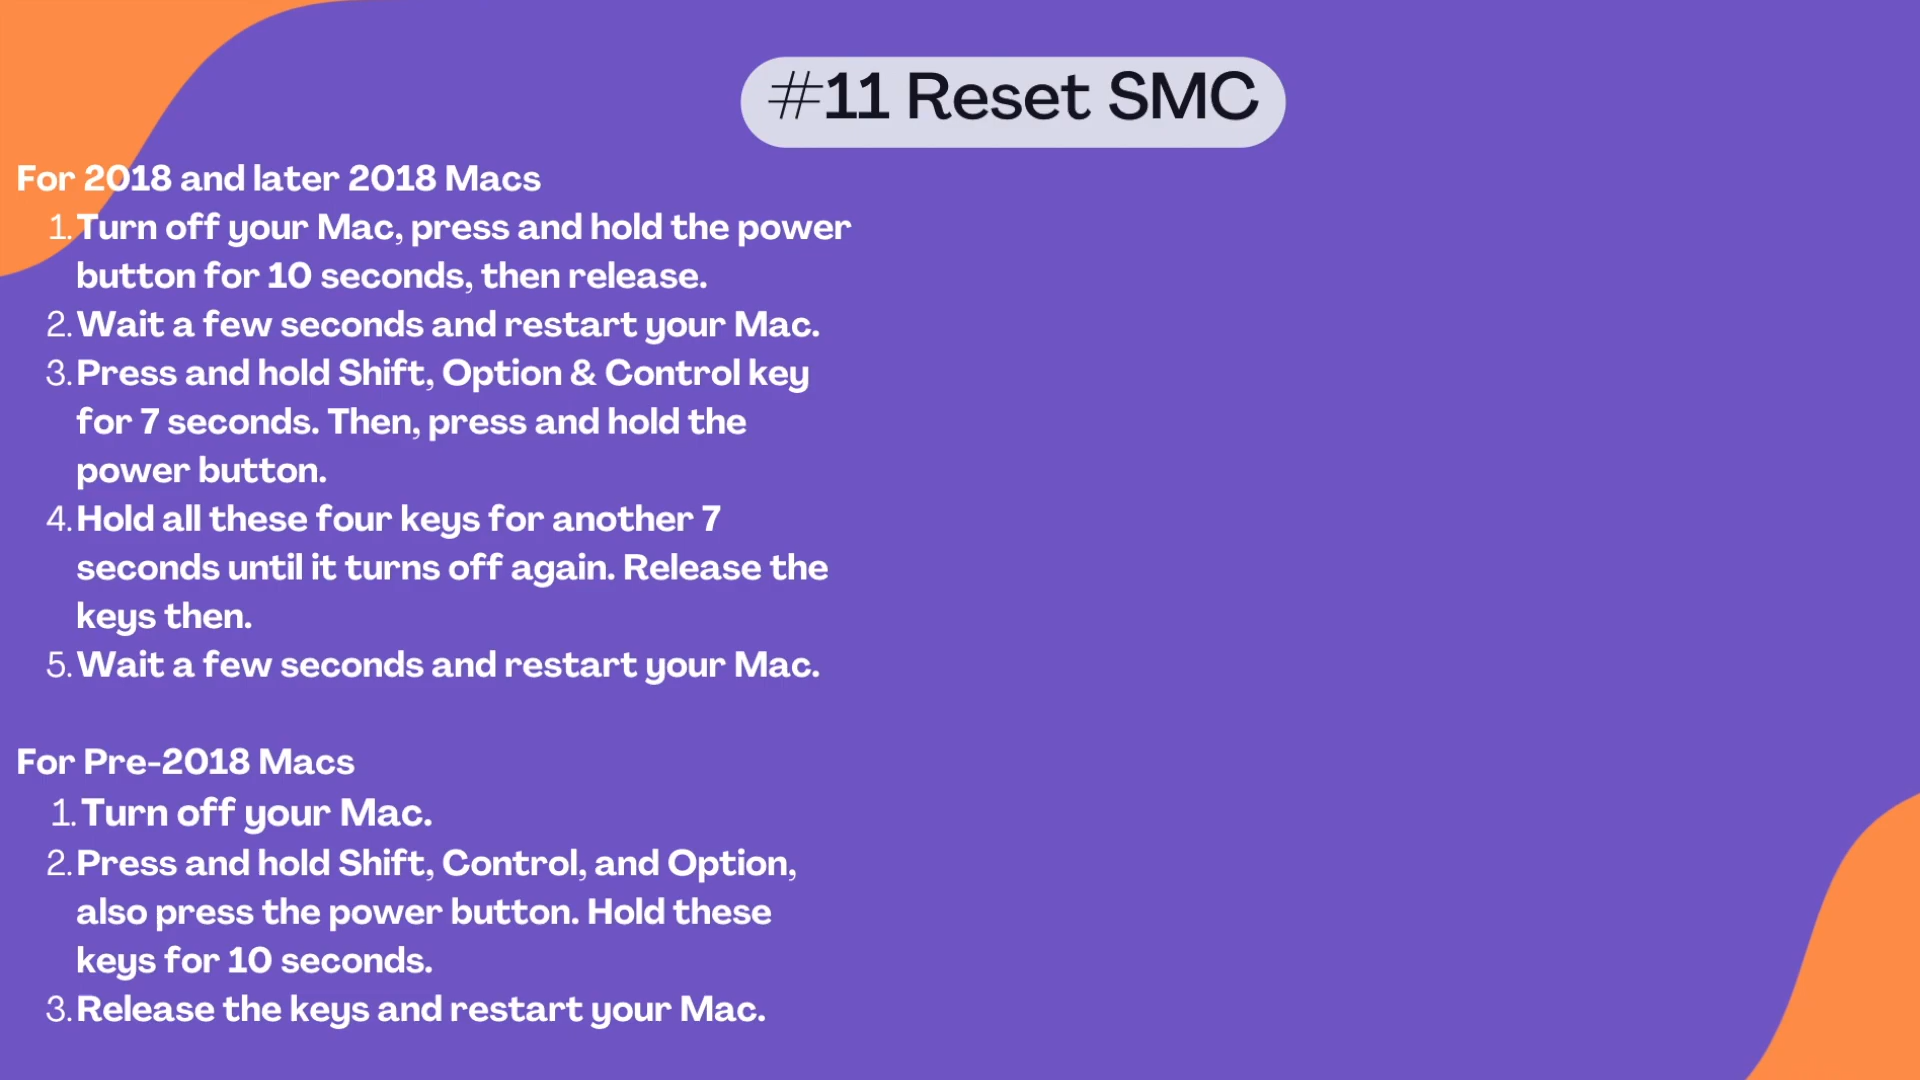 #11 Reset SMC
For 2018 and later 2018 Macs
1. Turn off your Mac, press and hold the power
button for 10 seconds, then release.
2. Wait a few seconds and restart your Mac.
3. Press and hold Shift, Option & Control key
for 7 seconds. Then, press and hold the
power button.
4. Hold all these four keys for another 7
seconds until it turns off again. Release the
keys then.
5. Wait a few seconds and restart your Mac.
For Pre-2018 Macs
1. Turn off your Mac.
2. Press and hold Shift, Control, and Option,
also press the power button. Hold these
keys for 10 seconds.
3. Release the keys and restart your Mac.